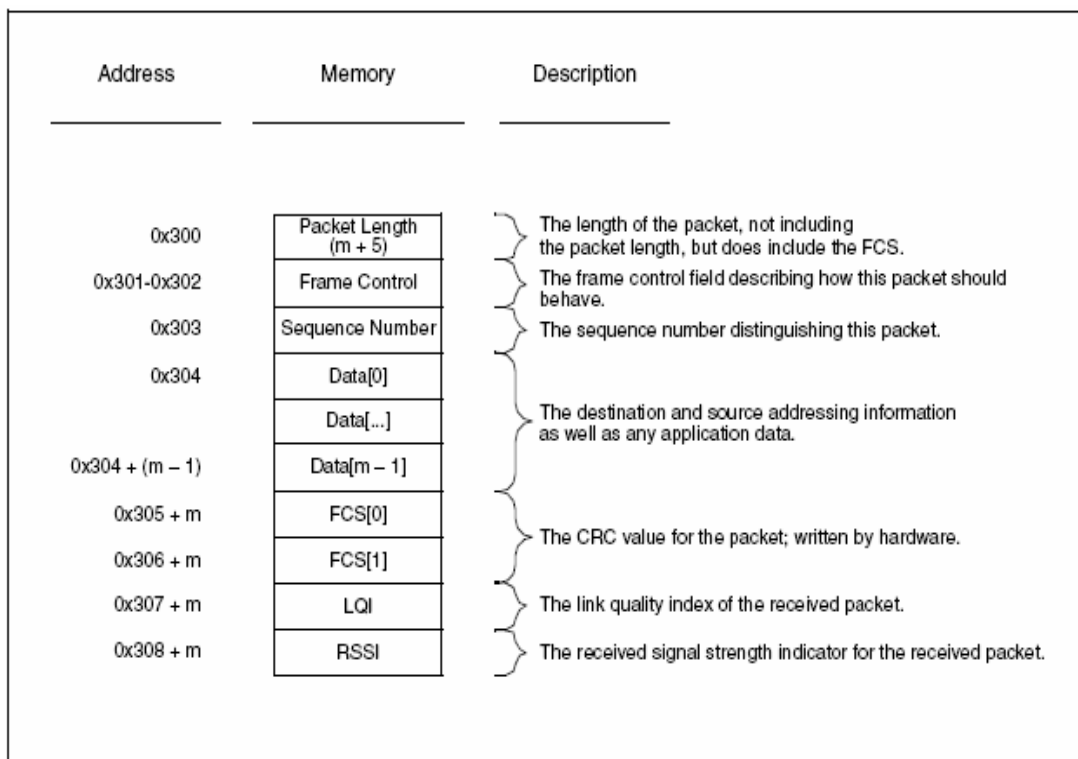 Address Memory Description
0x300 Packet Length
(m + 5) The length of the packet, not including
the packet length, but does include the FCS.
0x301-0x302 Frame Control The frame control field describing how this packet should
behave.
0x303 Sequence Number The sequence number distinguishing this packet.
0x304 Data[0]
Data[...] The destination and source addressing information
as well as any application data.
0x304 + (m – 1) Data[m – 1]
0x305 + m FCS[0]
The CRC value for the packet; written by hardware.
0x306 + m FCS[1]
0x307 + m LQI The link quality index of the received packet.
0x308 + m RSSI The received signal strength indicator for the received packet.